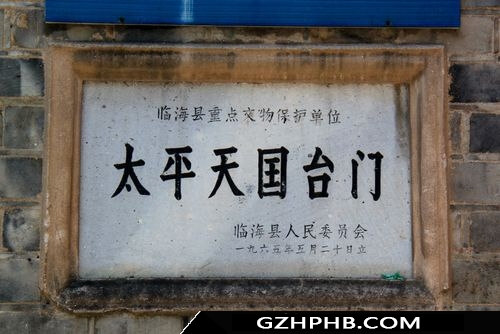 临海县重点文物保护单位
太平天国台门
临海县人民委员会
一九六五年五月二十日立
GZHPHB.COM